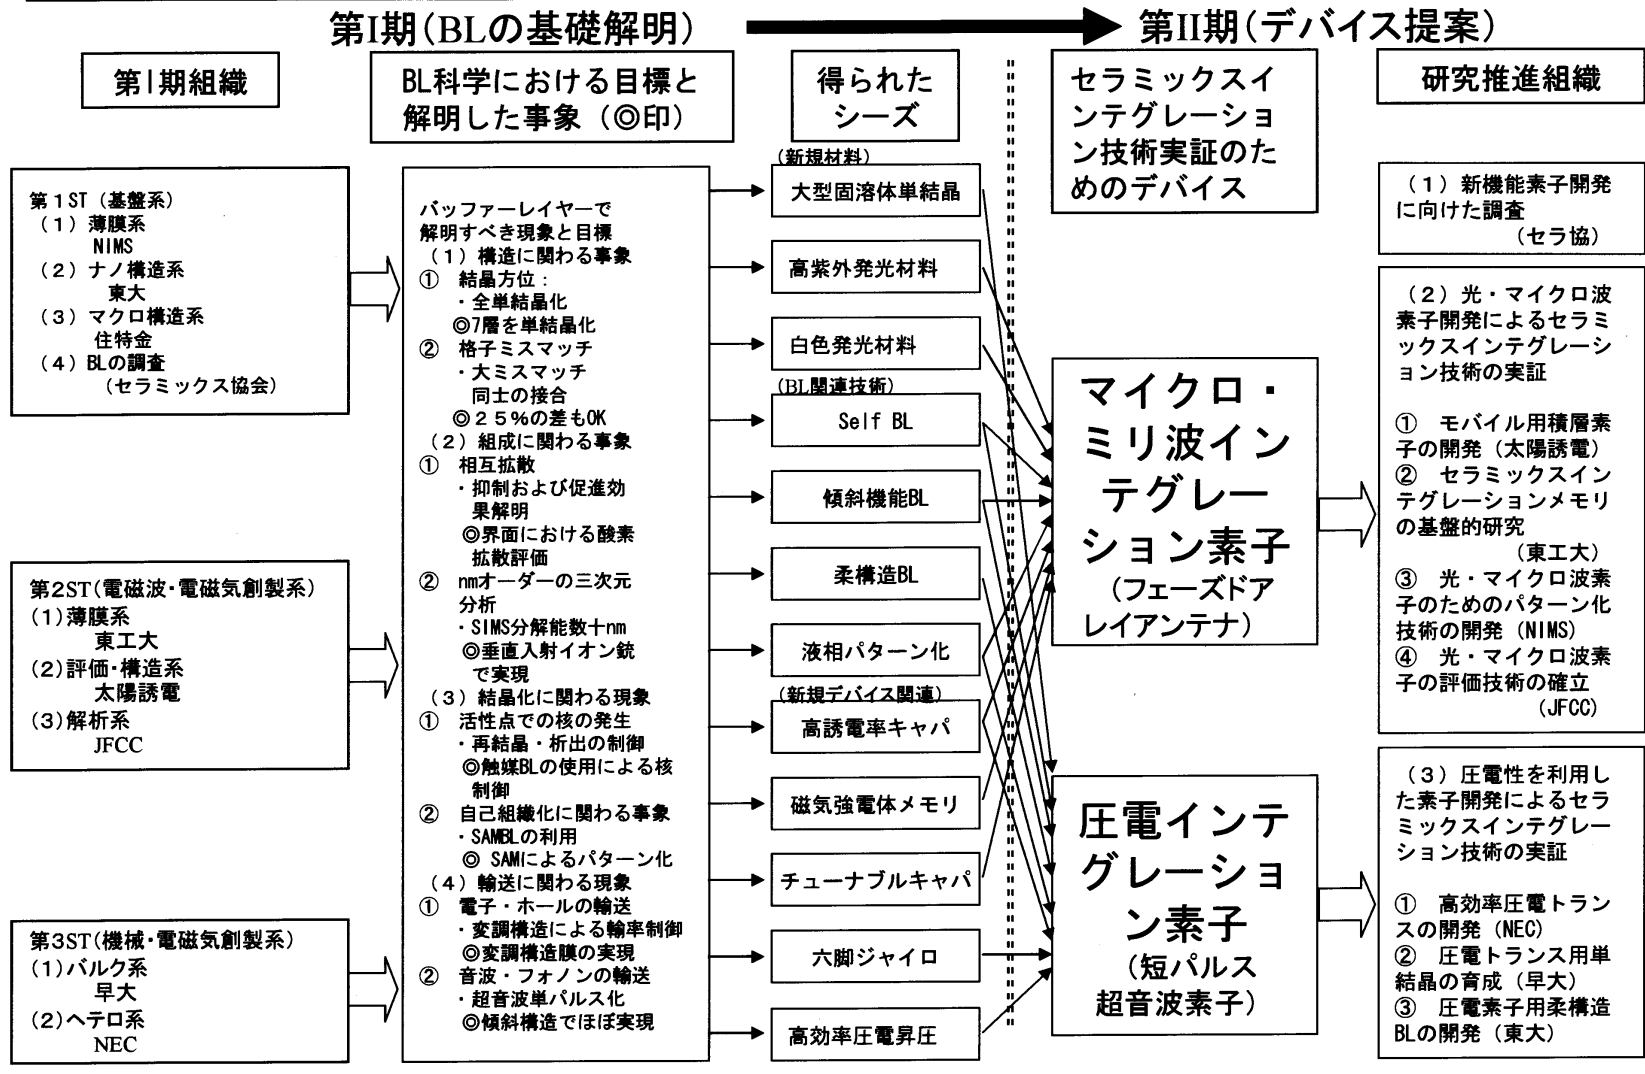 第I期(BLの基礎解明)
第II期(デバイス提案)
第Ⅰ期組織
BL科学における目標と
解明した事象（◎印）
得られた
シーズ
セラミックスイ
ンテグレーショ
ン技術実証のた
めのデバイス
研究推進組織
第１ST（基盤系）
（１）薄膜系
NIMS
（２）ナノ構造系
東大
（３）マクロ構造系
住特金
（４）BLの調査
（セラミックス協会）
第2ST(電磁波・電磁気創製系)
(1)薄膜系
東工大
(2)評価・構造系
太陽誘電
(3)解析系
JFCC
第3ST(機械・電磁気創製系)
(1)バルク系
早大
(2)ヘテロ系
NEC
バッファーレイヤーで
解明すべき現象と目標
（１）構造に関わる事象
① 結晶方位：
・全単結晶化
◎7層を単結晶化
② 格子ミスマッチ
・大ミスマッチ
同士の接合
◎２５%の差もOK
（２）組成に関わる事象
① 相互拡散
・抑制および促進効
果解明
◎界面における酸素
拡散評価
② nmオーダーの三次元
分析
・SIMS分解能数十nm
◎垂直入射イオン銃
で実現
（３）結晶化に関わる現象
① 活性点での核の発生
・再結晶・析出の制御
◎触媒BLの使用による核
制御
② 自己組織化に関わる事象
・SAMBLの利用
◎ SAMによるパターン化
（４）輸送に関わる現象
① 電子・ホールの輸送
・変調構造による輸率制御
◎変調構造膜の実現
② 音波・フォノンの輸送
・超音波単パルス化
◎傾斜構造でほぼ実現
(新規材料)
大型固溶体単結晶
高紫外発光材料
白色発光材料
(BL関連技術)
Self BL
傾斜機能BL
柔構造BL
液相パターン化
(新規デバイス関連)
高誘電率キャパ
磁気強電体メモリ
チューナブルキャパ
六脚ジャイロ
高効率圧電昇圧
マイクロ・
ミリ波イン
テグレー
ション素子
(フェーズドア
レイアンテナ)
圧電インテ
グレーショ
ン素子
(短パルス
超音波素子)
（１）新機能素子開発
に向けた調査
（セラ協）
（２）光・マイクロ波
素子開発によるセラミ
ックスインテグレーシ
ョン技術の実証
① モバイル用積層素
子の開発（太陽誘電）
② セラミックスイン
テグレーションメモリ
の基盤的研究
（東工大）
③ 光・マイクロ波素
子のためのパターン化
技術の開発（NIMS）
④ 光・マイクロ波素
子の評価技術の確立
（JFCC）
（３）圧電性を利用し
た素子開発によるセラ
ミックスインテグレー
ション技術の実証
① 高効率圧電トラン
スの開発（NEC）
② 圧電トランス用単
結晶の育成（早大）
③ 圧電素子用柔構造
BLの開発（東大）